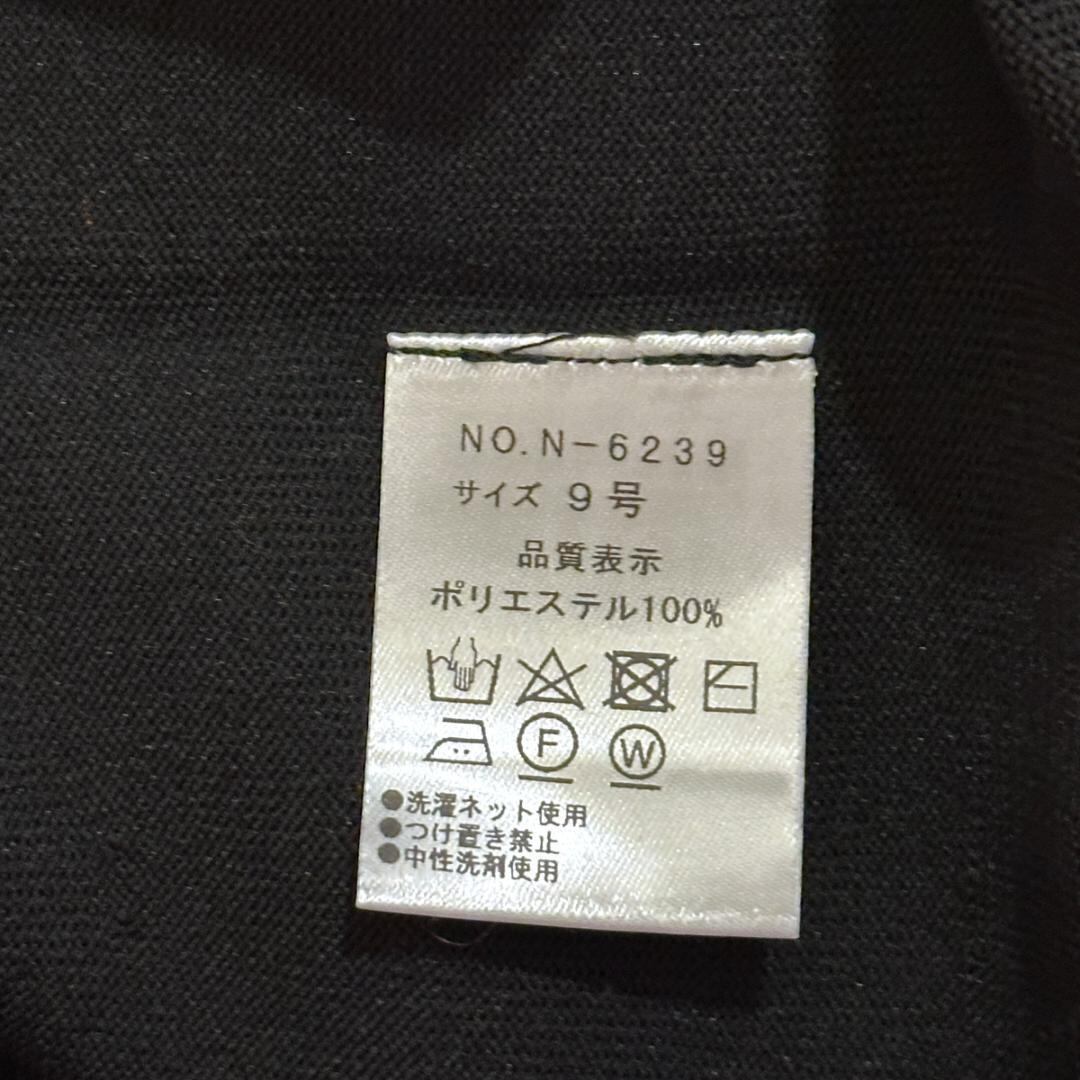 NO.N-6239
サイズ 9号
品質表示
ポリエステル100%
F W
●洗濯ネット使用
●つけ置き禁止
●中性洗剤使用